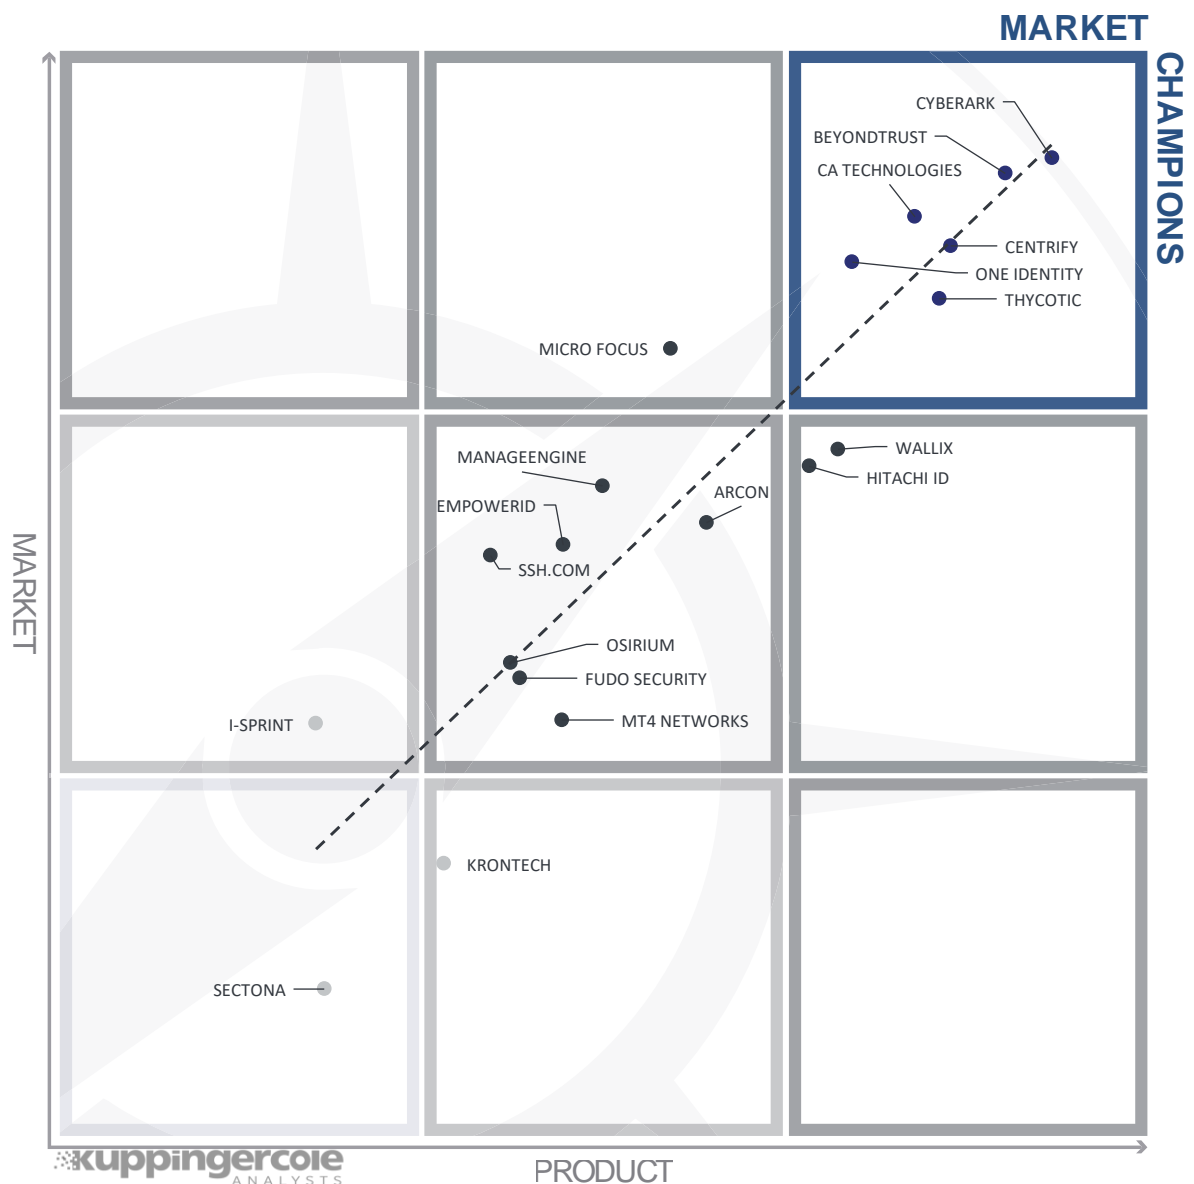 MARKET
CHAMPIONS
CYBERARK
BEYONDTRUST
CA TECHNOLOGIES
CENTRIFY
ONE IDENTITY
THYCOTIC
MICRO FOCUS
WALLIX
MANAGEENGINE
HITACHI ID
ARCON
EMPOWERID
SSH.COM
MARKET
OSIRIUM
FUDO SECURITY
MT4 NETWORKS
I-SPRINT
KRONTECH
SECTONA
kuppingercole
ANALYSTS
PRODUCT